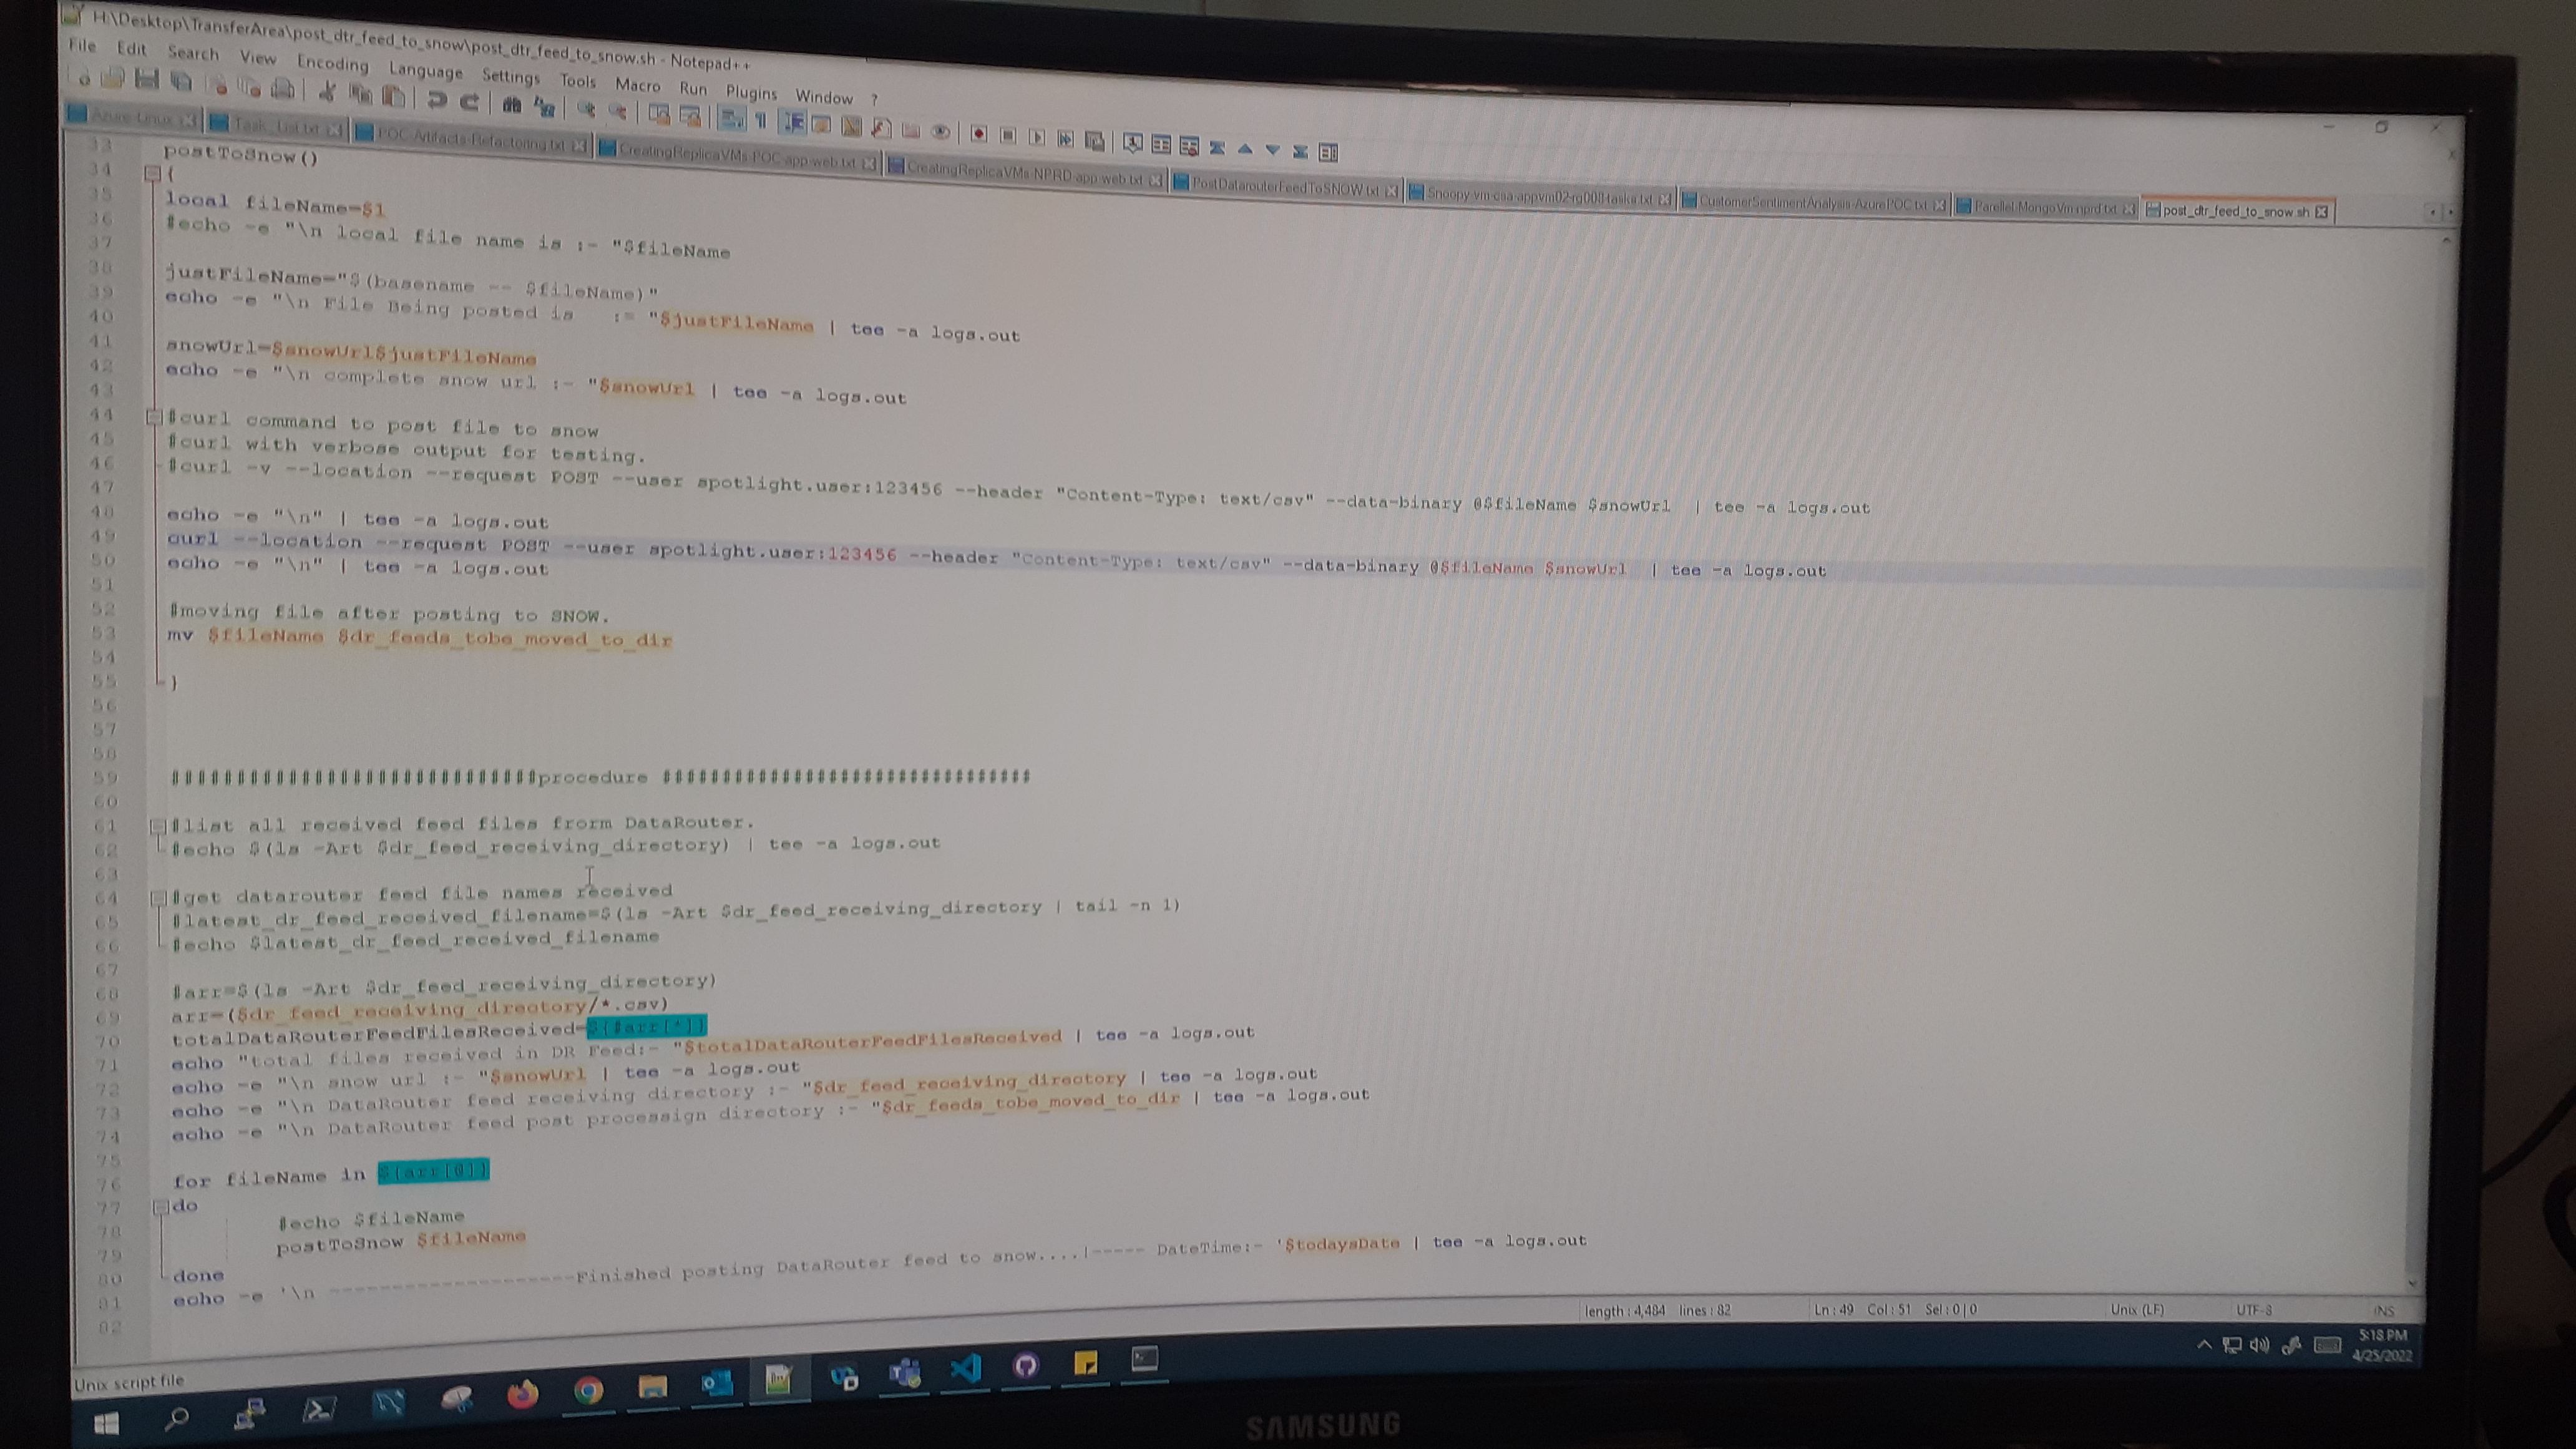 H:\Desktop\TransferArea\post_dtr_feed_to_snow\post_dtr_feed_to_snow.sh - Notepad++
File Edit Search View Encoding Language Settings Tools Macro Run Plugins Window ?
Azure-Linux Task_List.txt POC-Artifacts-Refactoring.txt CreatingReplicaVMs-POC-app-web.txt CreatingReplicaVMs-NPRD-app-web.txt PostDatarouterFeedToSNOW.txt CustomerSentimentAnalysis-AzurePOC.txt Parellel-MongoVm-nprd.txt post_dtr_feed_to_snow.sh
33 postToSnow()
34 {
35 local fileName=$1
36 #echo -e "\n local file name is :- "$fileName
37
38 justFileName="$(basename -- $fileName)"
39 echo -e "\n File Being posted is   := "$justFileName | tee -a logs.out
40
41 snowUrl=$snowUrl$justFileName
42 echo -e "\n complete snow url :- "$snowUrl | tee -a logs.out
43
44 #curl command to post file to snow
45 #curl with verbose output for testing.
46 #curl -v --location --request POST --user spotlight.user:123456 --header "Content-Type: text/csv" --data-binary @$fileName $snowUrl  | tee -a logs.out
47
48 echo -e "\n" | tee -a logs.out
49 curl --location --request POST --user spotlight.user:123456 --header "Content-Type: text/csv" --data-binary @$fileName $snowUrl  | tee -a logs.out
50 echo -e "\n" | tee -a logs.out
51
52 #moving file after posting to SNOW.
53 mv $fileName $dr_feeds_tobe_moved_to_dir
54
55 }
56
57
58
59 ############################procedure ###############################
60
61 #list all received feed files frorm DataRouter.
62 #echo $(ls -Art $dr_feed_receiving_directory) | tee -a logs.out
63
64 #get datarouter feed file names received
65 #latest_dr_feed_received_filename=$(ls -Art $dr_feed_receiving_directory | tail -n 1)
66 #echo $latest_dr_feed_received_filename
67
68 #arr=$(ls -Art $dr_feed_receiving_directory)
69 arr=($dr_feed_receiving_directory/*.csv)
70 totalDataRouterFeedFilesReceived=${#arr[*]}
71 echo "total files received in DR Feed:- "$totalDataRouterFeedFilesReceived | tee -a logs.out
72 echo -e "\n snow url :- "$snowUrl | tee -a logs.out
73 echo -e "\n DataRouter feed receiving directory :- "$dr_feed_receiving_directory | tee -a logs.out
74 echo -e "\n DataRouter feed post processign directory :- "$dr_feeds_tobe_moved_to_dir | tee -a logs.out
75
76 for fileName in ${arr[@]}
77 do
78 #echo $fileName
79 postToSnow $fileName
80 done
81 echo -e '\n ----------------------Finished posting DataRouter feed to snow....|----- DateTime:- '$todaysDate | tee -a logs.out
82
Unix script file length : 4,484 lines : 82 Ln : 49 Col : 51 Sel : 0 | 0 Unix (LF) UTF-8 INS
5:18 PM
4/25/2022
SAMSUNG